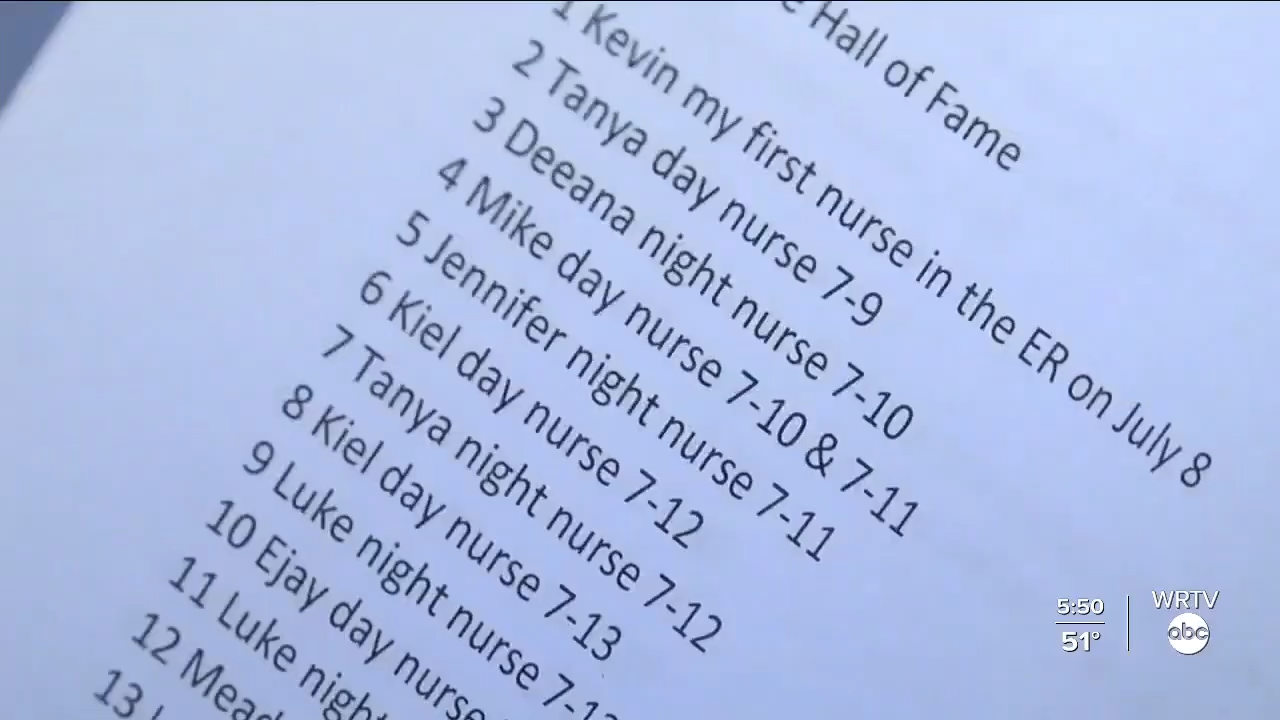 Hall of Fame
1 Kevin my first nurse in the ER on July 8
2 Tanya day nurse 7-9
3 Deeana night nurse 7-10
4 Mike day nurse 7-10 & 7-11
5 Jennifer night nurse 7-11
6 Kiel day nurse 7-12
7 Tanya night nurse 7-12
8 Kiel day nurse 7-13
9 Luke night nurse
10 Ejay day nurse
11 Luke night
12
13
5:50
51°
WRTV
abc